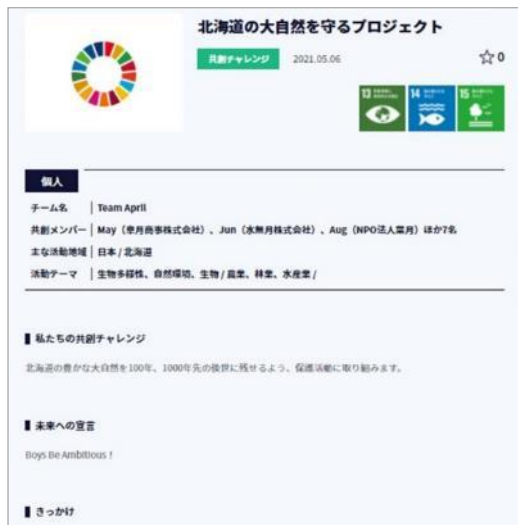 北海道の大自然を守るプロジェクト
共創チャレンジ 2021.05.06 ☆0
13 14 15
個人
チーム名 Team April
共創メンバー May（皐月商事株式会社）、Jun（水無月株式会社）、Aug（NPO法人葉月）ほか7名
主な活動地域 日本 / 北海道
活動テーマ 生物多様性、自然環境、生物 / 農業、林業、水産業 /
私たちの共創チャレンジ
北海道の豊かな大自然を100年、1000年先の後世に残せるよう、保護活動に取り組みます。
未来への宣言
Boys Be Ambitious！
きっかけ